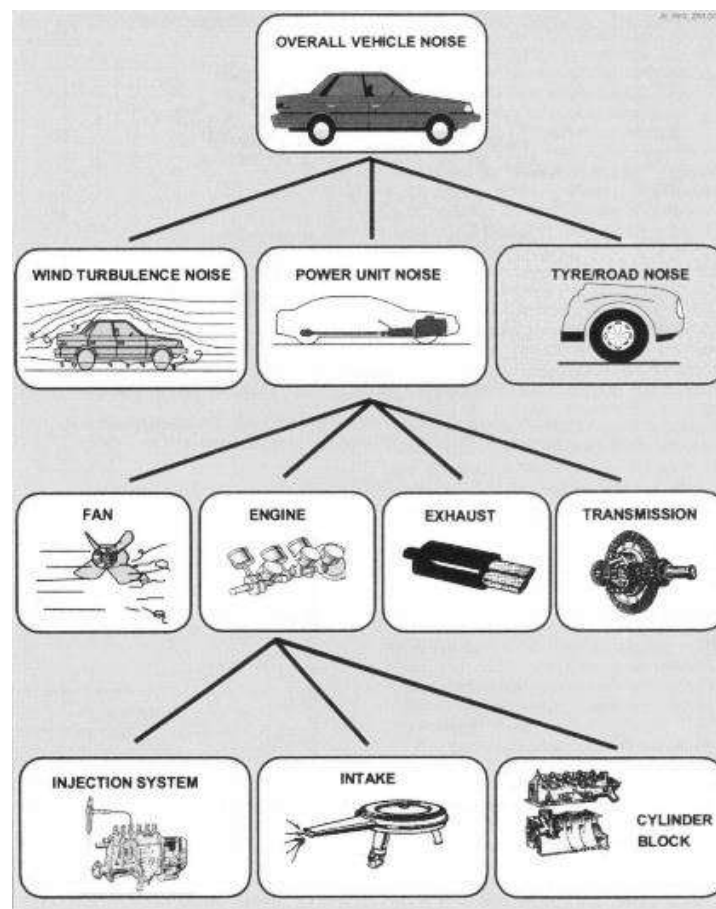 OVERALL VEHICLE NOISE
WIND TURBULENCE NOISE
POWER UNIT NOISE
TYRE/ROAD NOISE
FAN
ENGINE
EXHAUST
TRANSMISSION
INJECTION SYSTEM
INTAKE
CYLINDER
BLOCK